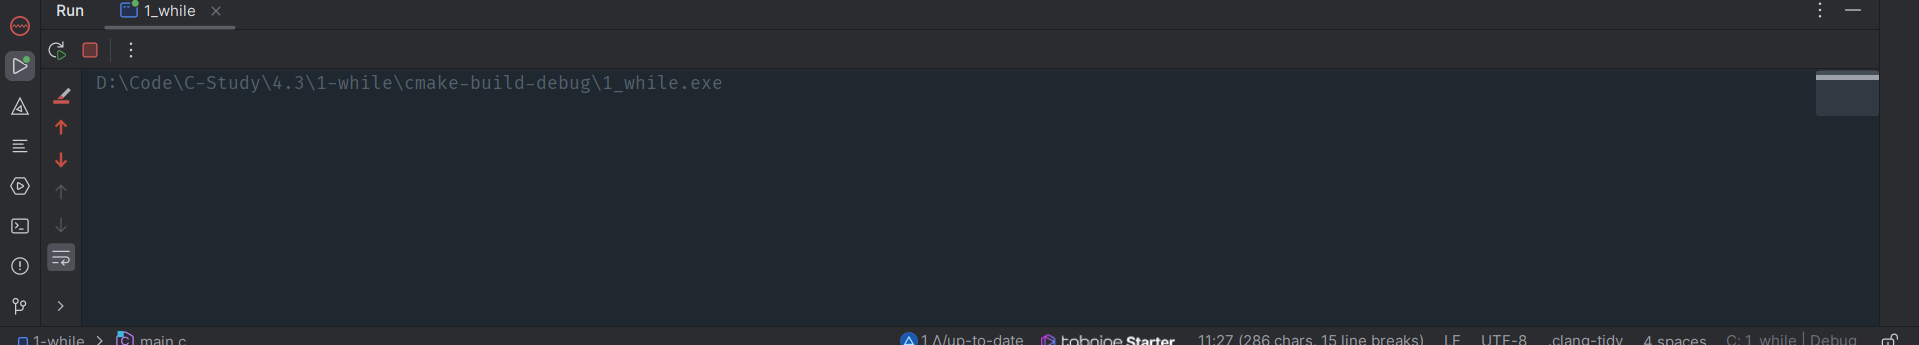 Run 1_while
D:\Code\C-Study\4.3\1-while\cmake-build-debug\1_while.exe
1-while > main.c 1 Δ/up-to-date tabnine Starter 11:27 (286 chars, 15 line breaks) LF UTF-8 .clang-tidy 4 spaces C: 1_while | Debug